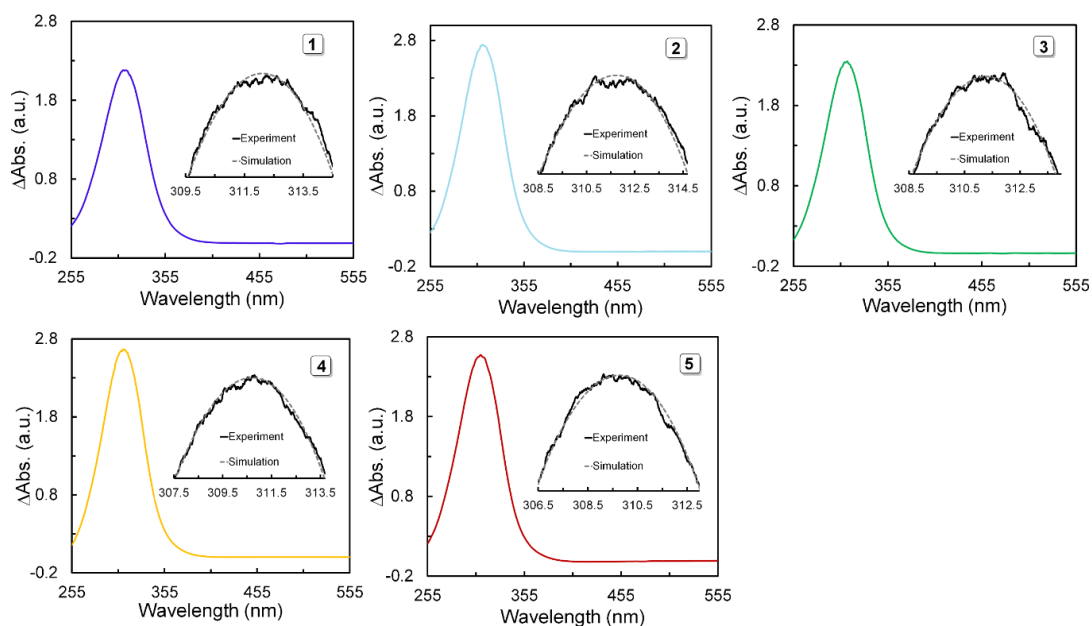 1
2.8
1.8
0.8
-0.2
ΔAbs. (a.u.)
Experiment
Simulation
309.5 311.5 313.5
255 355 455 555
Wavelength (nm)
2
2.8
1.8
0.8
-0.2
ΔAbs. (a.u.)
Experiment
Simulation
308.5 310.5 312.5 314.5
255 355 455 555
Wavelength (nm)
3
2.8
1.8
0.8
-0.2
ΔAbs. (a.u.)
Experiment
Simulation
308.5 310.5 312.5
255 355 455 555
Wavelength (nm)
4
2.8
1.8
0.8
-0.2
ΔAbs. (a.u.)
Experiment
Simulation
307.5 309.5 311.5 313.5
255 355 455 555
Wavelength (nm)
5
2.8
1.8
0.8
-0.2
ΔAbs. (a.u.)
Experiment
Simulation
306.5 308.5 310.5 312.5
255 355 455 555
Wavelength (nm)